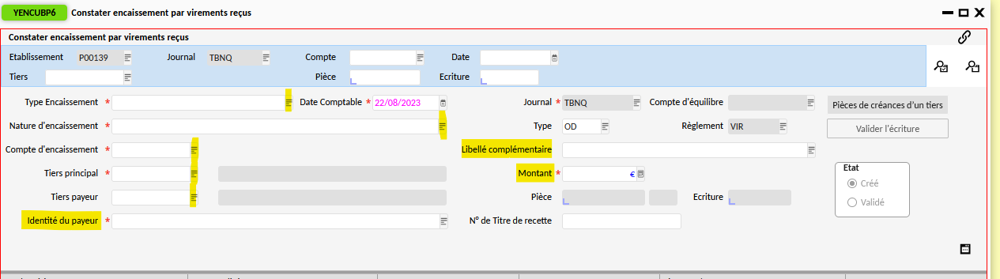 YENCUBP6 Constater encaissement par virements reçus
Constater encaissement par virements reçus
Etablissement P00139 Journal TBNQ Compte Date
Tiers Pièce Ecriture
Type Encaissement * Date Comptable * 22/08/2023 Journal * TBNQ Compte d'équilibre Pièces de créances d'un tiers
Nature d'encaissement * Type OD Règlement VIR Valider l'écriture
Compte d'encaissement * Libellé complémentaire
Tiers principal * Montant * € Etat
Tiers payeur Pièce Ecriture Créé
Validé
Identité du payeur * N° de Titre de recette